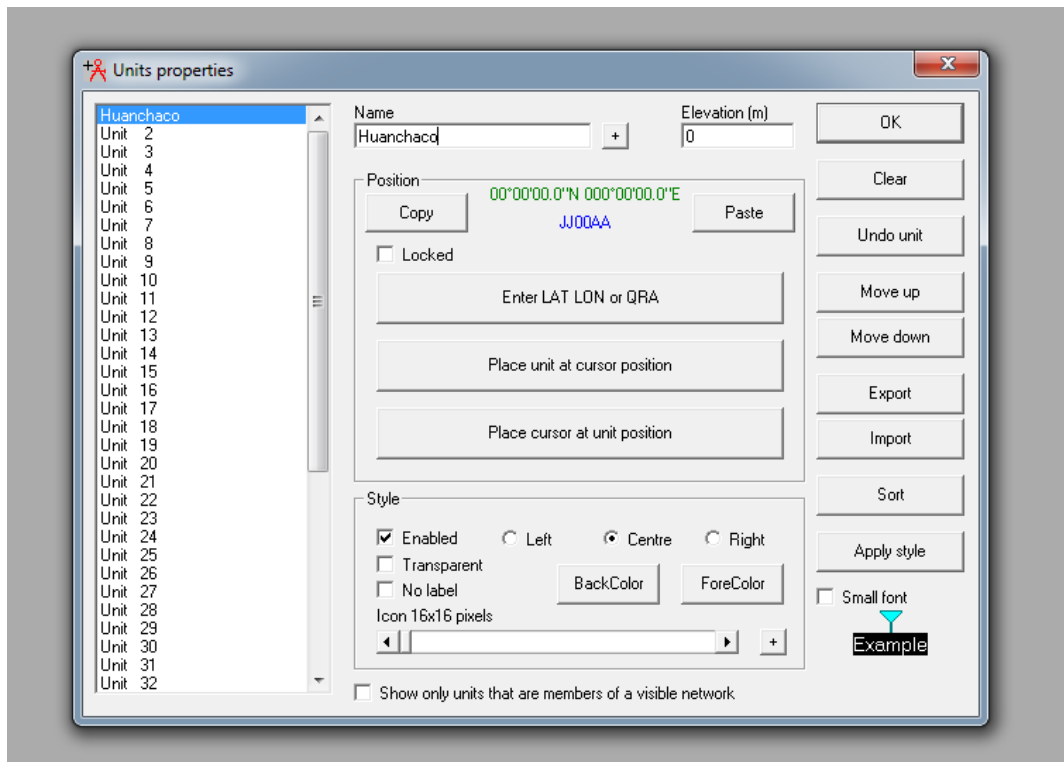 Units properties
Huanchaco
Unit 2
Unit 3
Unit 4
Unit 5
Unit 6
Unit 7
Unit 8
Unit 9
Unit 10
Unit 11
Unit 12
Unit 13
Unit 14
Unit 15
Unit 16
Unit 17
Unit 18
Unit 19
Unit 20
Unit 21
Unit 22
Unit 23
Unit 24
Unit 25
Unit 26
Unit 27
Unit 28
Unit 29
Unit 30
Unit 31
Unit 32
Name
Huanchaco
+
Elevation (m)
0
Position
Copy
00°00'00.0"N 000°00'00.0"E
JJ00AA
Paste
Locked
Enter LAT LON or QRA
Place unit at cursor position
Place cursor at unit position
Style
Enabled
Left
Centre
Right
Transparent
No label
BackColor
ForeColor
Icon 16x16 pixels
+
Show only units that are members of a visible network
OK
Clear
Undo unit
Move up
Move down
Export
Import
Sort
Apply style
Small font
Example